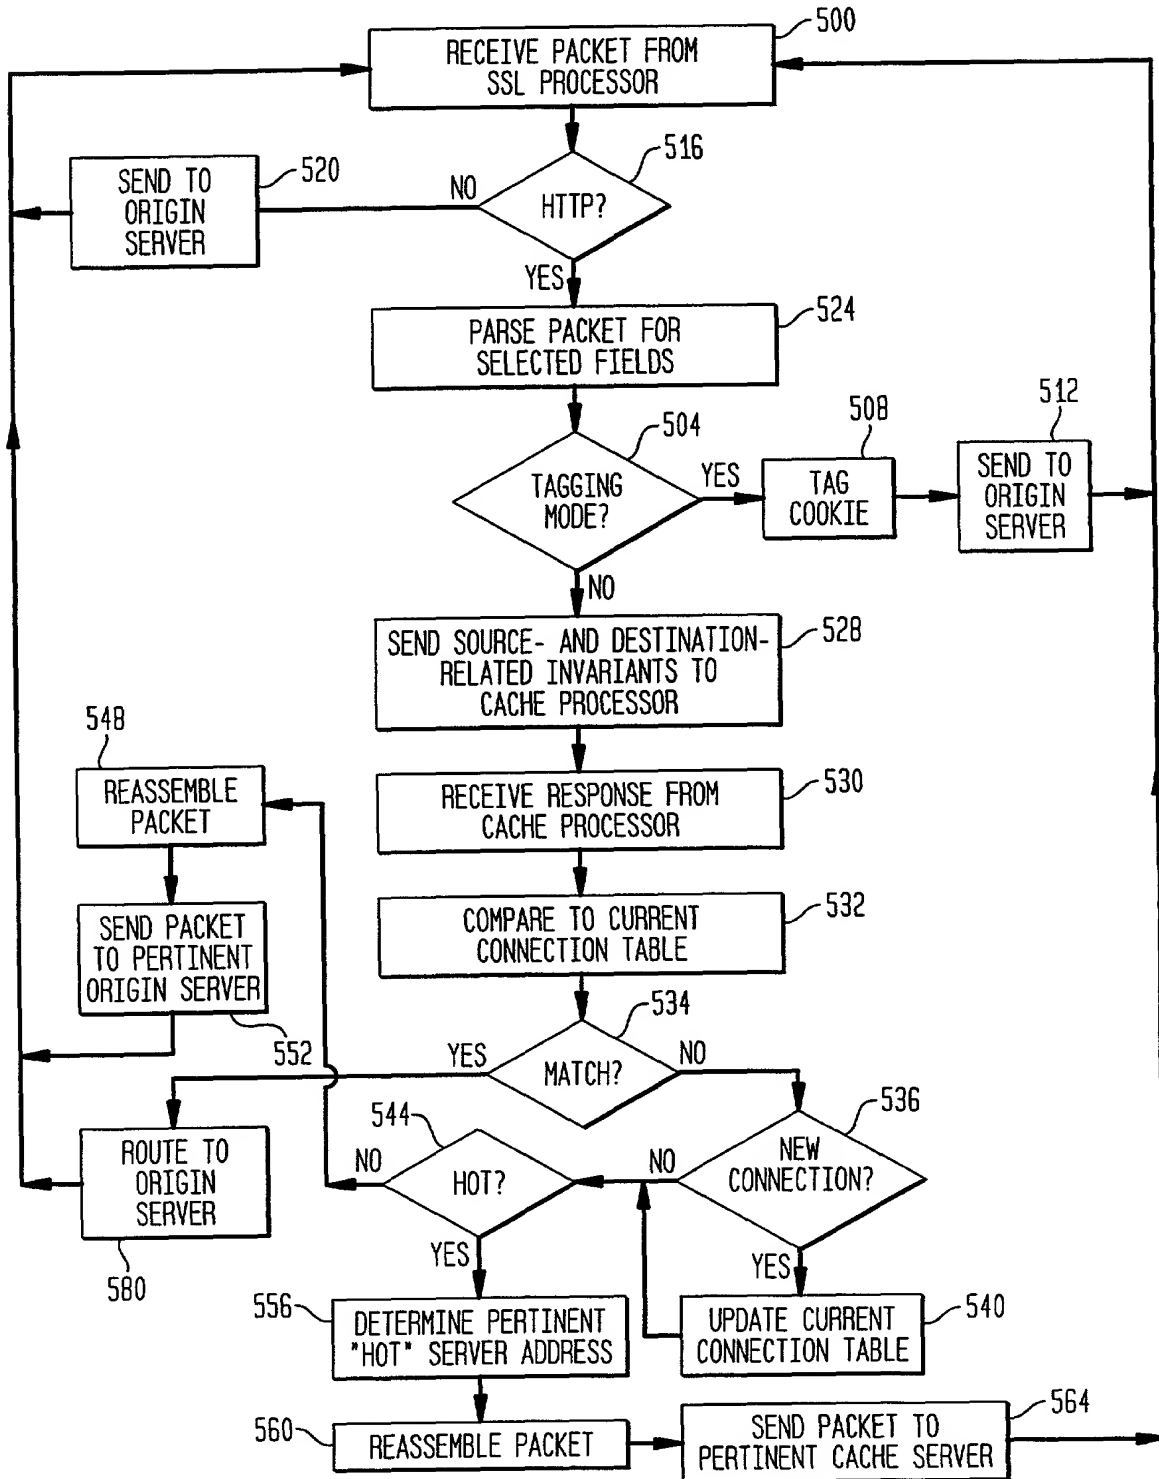 500
RECEIVE PACKET FROM
SSL PROCESSOR
516
HTTP?
NO
YES
520
SEND TO
ORIGIN
SERVER
524
PARSE PACKET FOR
SELECTED FIELDS
504
TAGGING
MODE?
YES
NO
508
TAG
COOKIE
512
SEND TO
ORIGIN
SERVER
528
SEND SOURCE- AND DESTINATION-
RELATED INVARIANTS TO
CACHE PROCESSOR
530
RECEIVE RESPONSE FROM
CACHE PROCESSOR
548
REASSEMBLE
PACKET
532
COMPARE TO CURRENT
CONNECTION TABLE
SEND PACKET
TO PERTINENT
ORIGIN SERVER
552
534
MATCH?
YES
NO
536
NEW
CONNECTION?
NO
YES
544
HOT?
NO
YES
ROUTE TO
ORIGIN
SERVER
580
556
DETERMINE PERTINENT
"HOT" SERVER ADDRESS
540
UPDATE CURRENT
CONNECTION TABLE
560
REASSEMBLE PACKET
564
SEND PACKET TO
PERTINENT CACHE SERVER